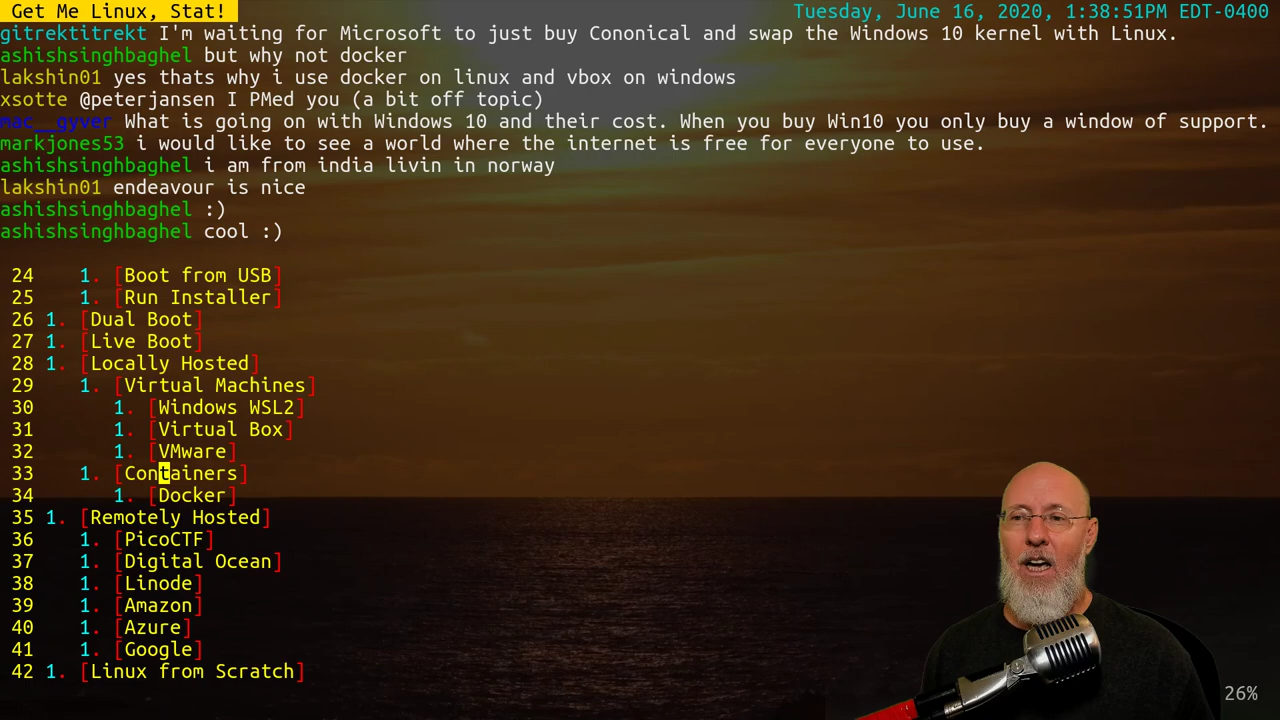 Get Me Linux, Stat!
Tuesday, June 16, 2020, 1:38:51PM EDT-0400
gitrektitrekt I'm waiting for Microsoft to just buy Cononical and swap the Windows 10 kernel with Linux.
ashishsinghbaghel but why not docker
lakshin01 yes thats why i use docker on linux and vbox on windows
xsotte @peterjansen I PMed you (a bit off topic)
mac__gyver What is going on with Windows 10 and their cost. When you buy Win10 you only buy a window of support.
markjones53 i would like to see a world where the internet is free for everyone to use.
ashishsinghbaghel i am from india livin in norway
lakshin01 endeavour is nice
ashishsinghbaghel :)
ashishsinghbaghel cool :)
24 1. [Boot from USB]
25 1. [Run Installer]
26 1. [Dual Boot]
27 1. [Live Boot]
28 1. [Locally Hosted]
29 1. [Virtual Machines]
30 1. [Windows WSL2]
31 1. [Virtual Box]
32 1. [VMware]
33 1. [Containers]
34 1. [Docker]
35 1. [Remotely Hosted]
36 1. [PicoCTF]
37 1. [Digital Ocean]
38 1. [Linode]
39 1. [Amazon]
40 1. [Azure]
41 1. [Google]
42 1. [Linux from Scratch]
26%